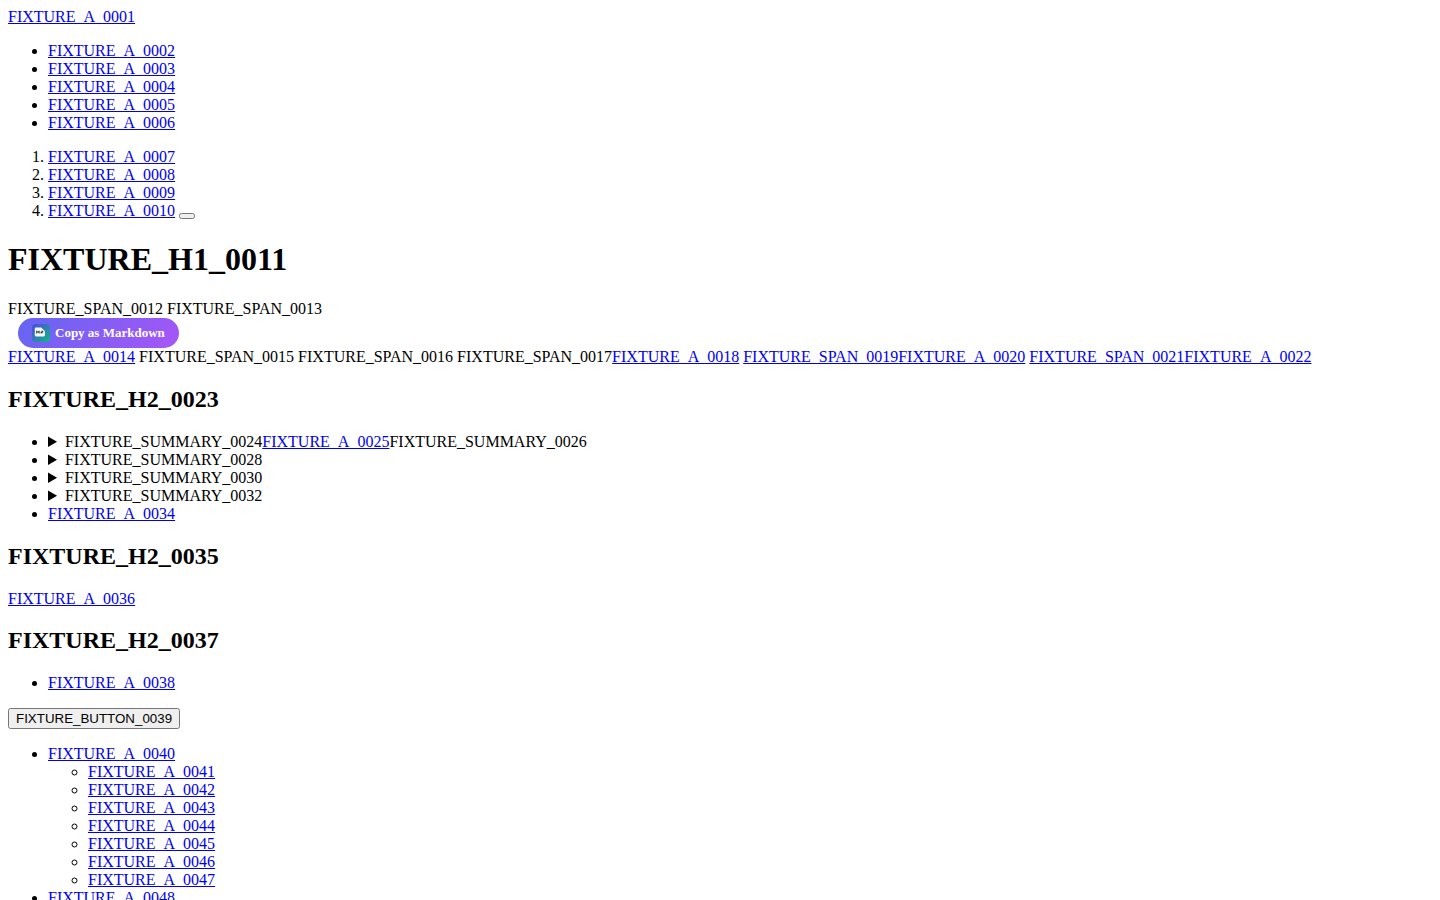 FIXTURE_A_0001
FIXTURE_A_0002
FIXTURE_A_0003
FIXTURE_A_0004
FIXTURE_A_0005
FIXTURE_A_0006
1. FIXTURE_A_0007
2. FIXTURE_A_0008
3. FIXTURE_A_0009
4. FIXTURE_A_0010
FIXTURE_H1_0011
FIXTURE_SPAN_0012 FIXTURE_SPAN_0013
Copy as Markdown
FIXTURE_A_0014 FIXTURE_SPAN_0015 FIXTURE_SPAN_0016 FIXTURE_SPAN_0017FIXTURE_A_0018 FIXTURE_SPAN_0019FIXTURE_A_0020 FIXTURE_SPAN_0021FIXTURE_A_0022
FIXTURE_H2_0023
FIXTURE_SUMMARY_0024FIXTURE_A_0025FIXTURE_SUMMARY_0026
FIXTURE_SUMMARY_0028
FIXTURE_SUMMARY_0030
FIXTURE_SUMMARY_0032
FIXTURE_A_0034
FIXTURE_H2_0035
FIXTURE_A_0036
FIXTURE_H2_0037
FIXTURE_A_0038
FIXTURE_BUTTON_0039
FIXTURE_A_0040
FIXTURE_A_0041
FIXTURE_A_0042
FIXTURE_A_0043
FIXTURE_A_0044
FIXTURE_A_0045
FIXTURE_A_0046
FIXTURE_A_0047
FIXTURE_A_0048